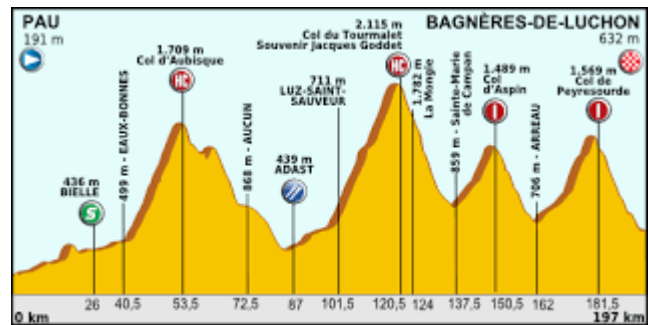 PAU
191 m
BAGNÈRES-DE-LUCHON
632 m
436 m
BIELLE
S
499 m - EAUX-BONNES
1.709 m
Col d'Aubisque
HC
868 m - AUCUN
439 m
ADAST
711 m
LUZ-SAINT-
SAUVEUR
2.115 m
Col du Tourmalet
Souvenir Jacques Goddet
HC
1.782 m
La Mongie
859 m - Sainte-Marie
de Campan
1.489 m
Col
d'Aspin
1
706 m - ARREAU
1.569 m
Col de
Peyresourde
1
26 40,5 53,5 72,5 87 101,5 120,5 124 137,5 150,5 162 181,5
0 km 197 km